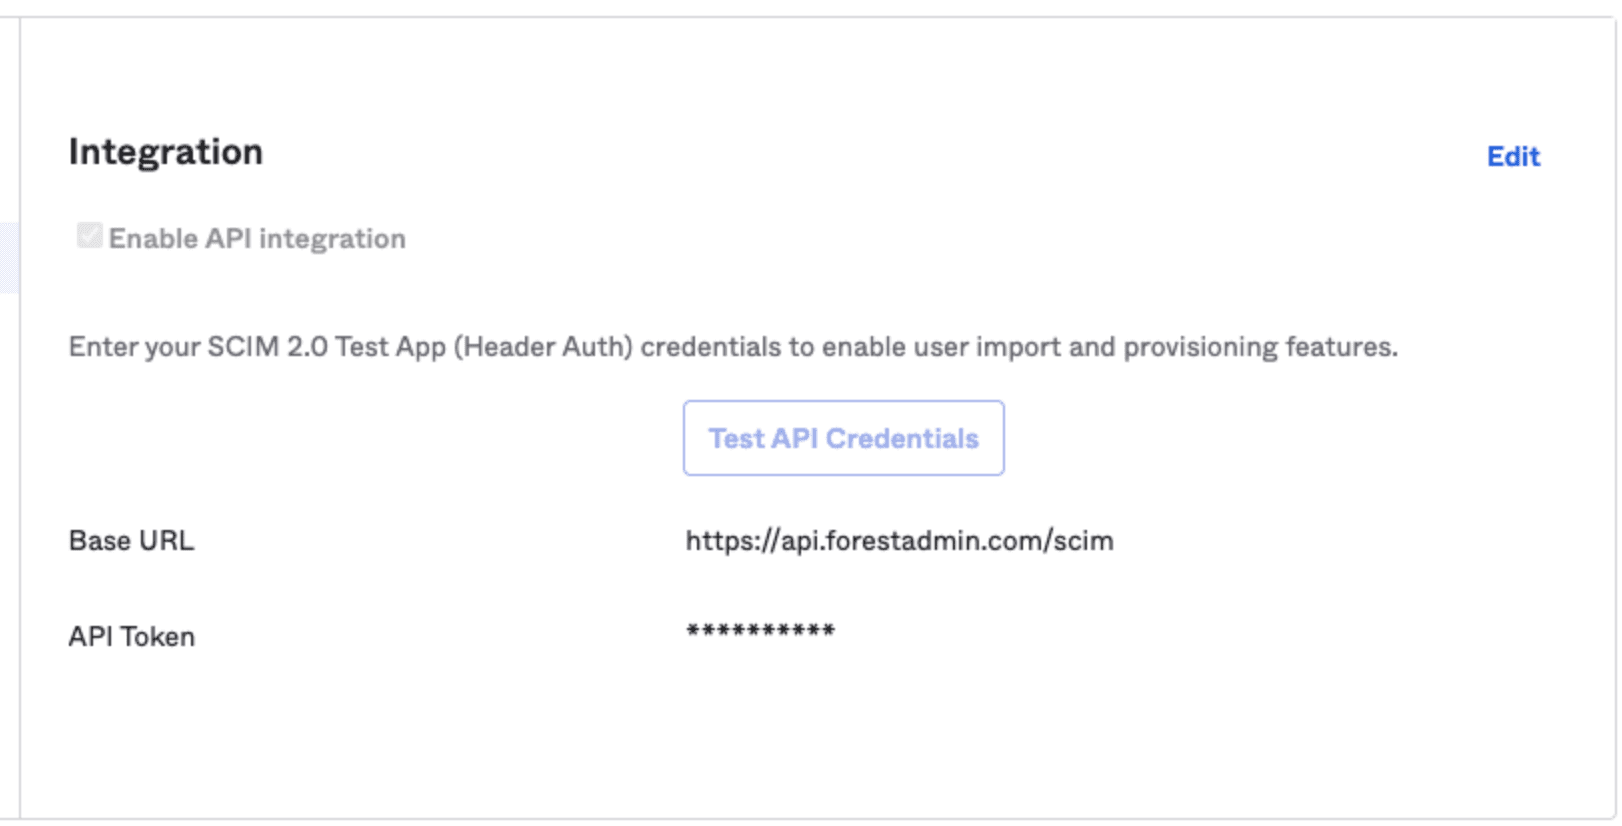 Integration
Edit
Enable API integration
Enter your SCIM 2.0 Test App (Header Auth) credentials to enable user import and provisioning features.
Test API Credentials
Base URL
https://api.forestadmin.com/scim
API Token
**********